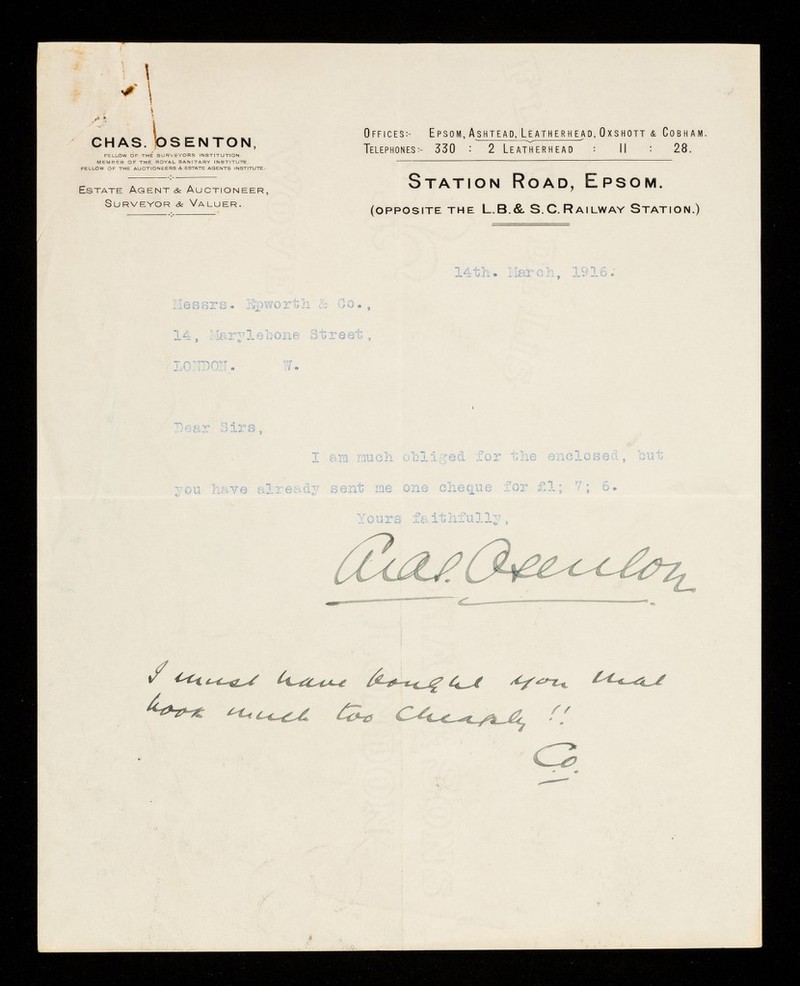 CHAS. OSENTON,
FELLOW OF THE SURVEYORS INSTITUTION.
MEMBER OF THE ROYAL SANITARY INSTITUTE.
FELLOW OF THE AUCTIONEERS & ESTATE AGENTS INSTITUTE.
ESTATE AGENT & AUCTIONEER,
SURVEYOR & VALUER.
OFFICES:- EPSOM, ASHTEAD, LEATHERHEAD, OXSHOTT & COBHAM.
TELEPHONES:- 330 : 2 LEATHERHEAD : 11 : 28.
STATION ROAD, EPSOM.
(OPPOSITE THE L.B.& S.C. RAILWAY STATION.)
14th. March, 1916.
Messrs. Epworth & Co.,
14, Marylebone Street,
LONDON. W.
Dear Sirs,
I am much obliged for the enclosed, but
you have already sent me one cheque for £1; 7; 6.
Yours faithfully,
Chas. Osenton
I must have bought you that
book much too cheaply !!
Co.